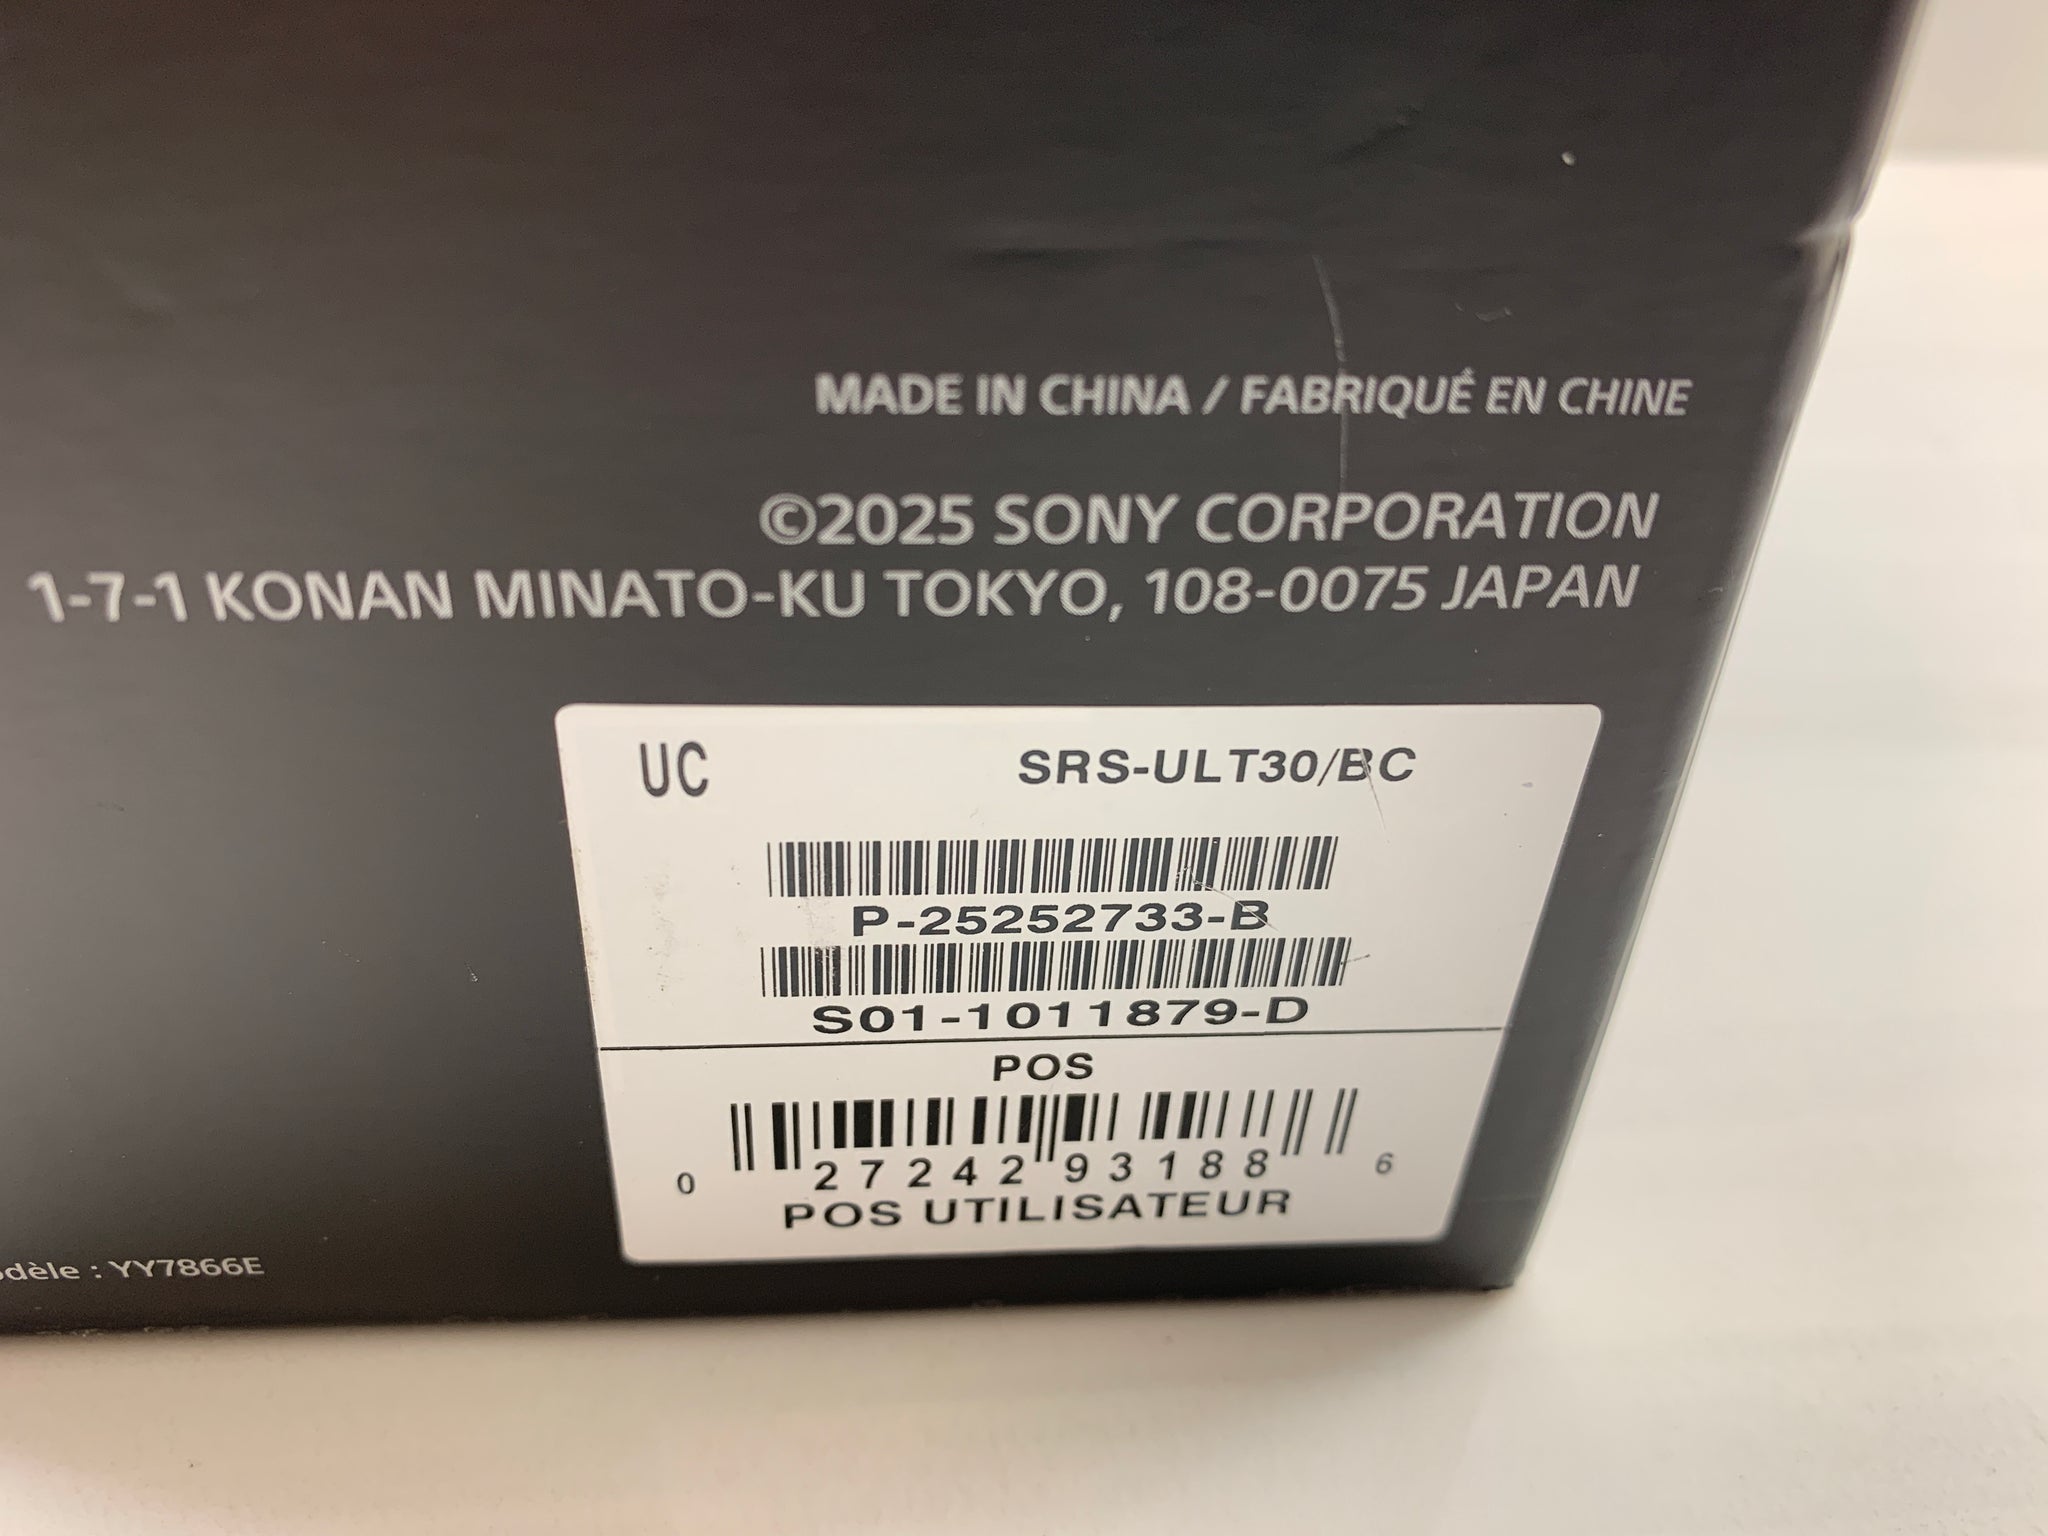 MADE IN CHINA / FABRIQUÉ EN CHINE
©2025 SONY CORPORATION
1-7-1 KONAN MINATO-KU TOKYO, 108-0075 JAPAN
UC SRS-ULT30/BC
P-25252733-B
S01-1011879-D
POS
0 27242 93188 6
POS UTILISATEUR
dèle : YY7866E